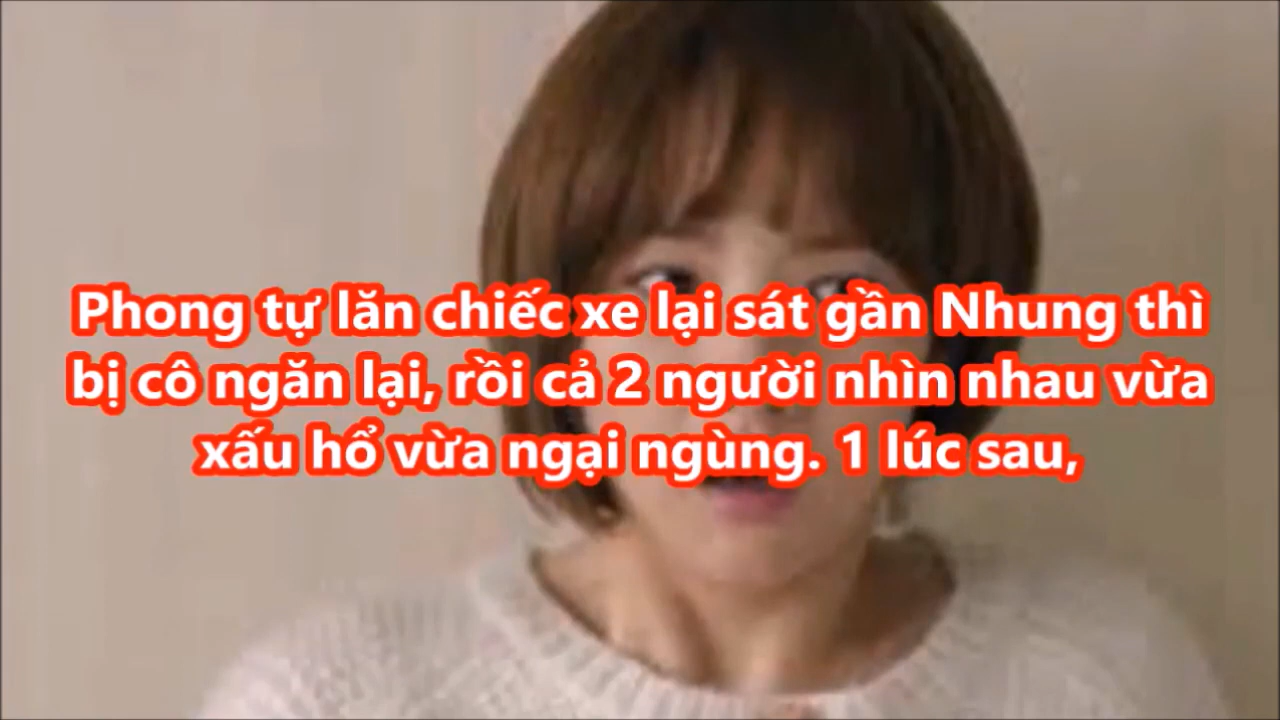 Phong tự lăn chiếc xe lại sát gần Nhung thì
bị cô ngăn lại, rồi cả 2 người nhìn nhau vừa
xấu hổ vừa ngại ngùng. 1 lúc sau,